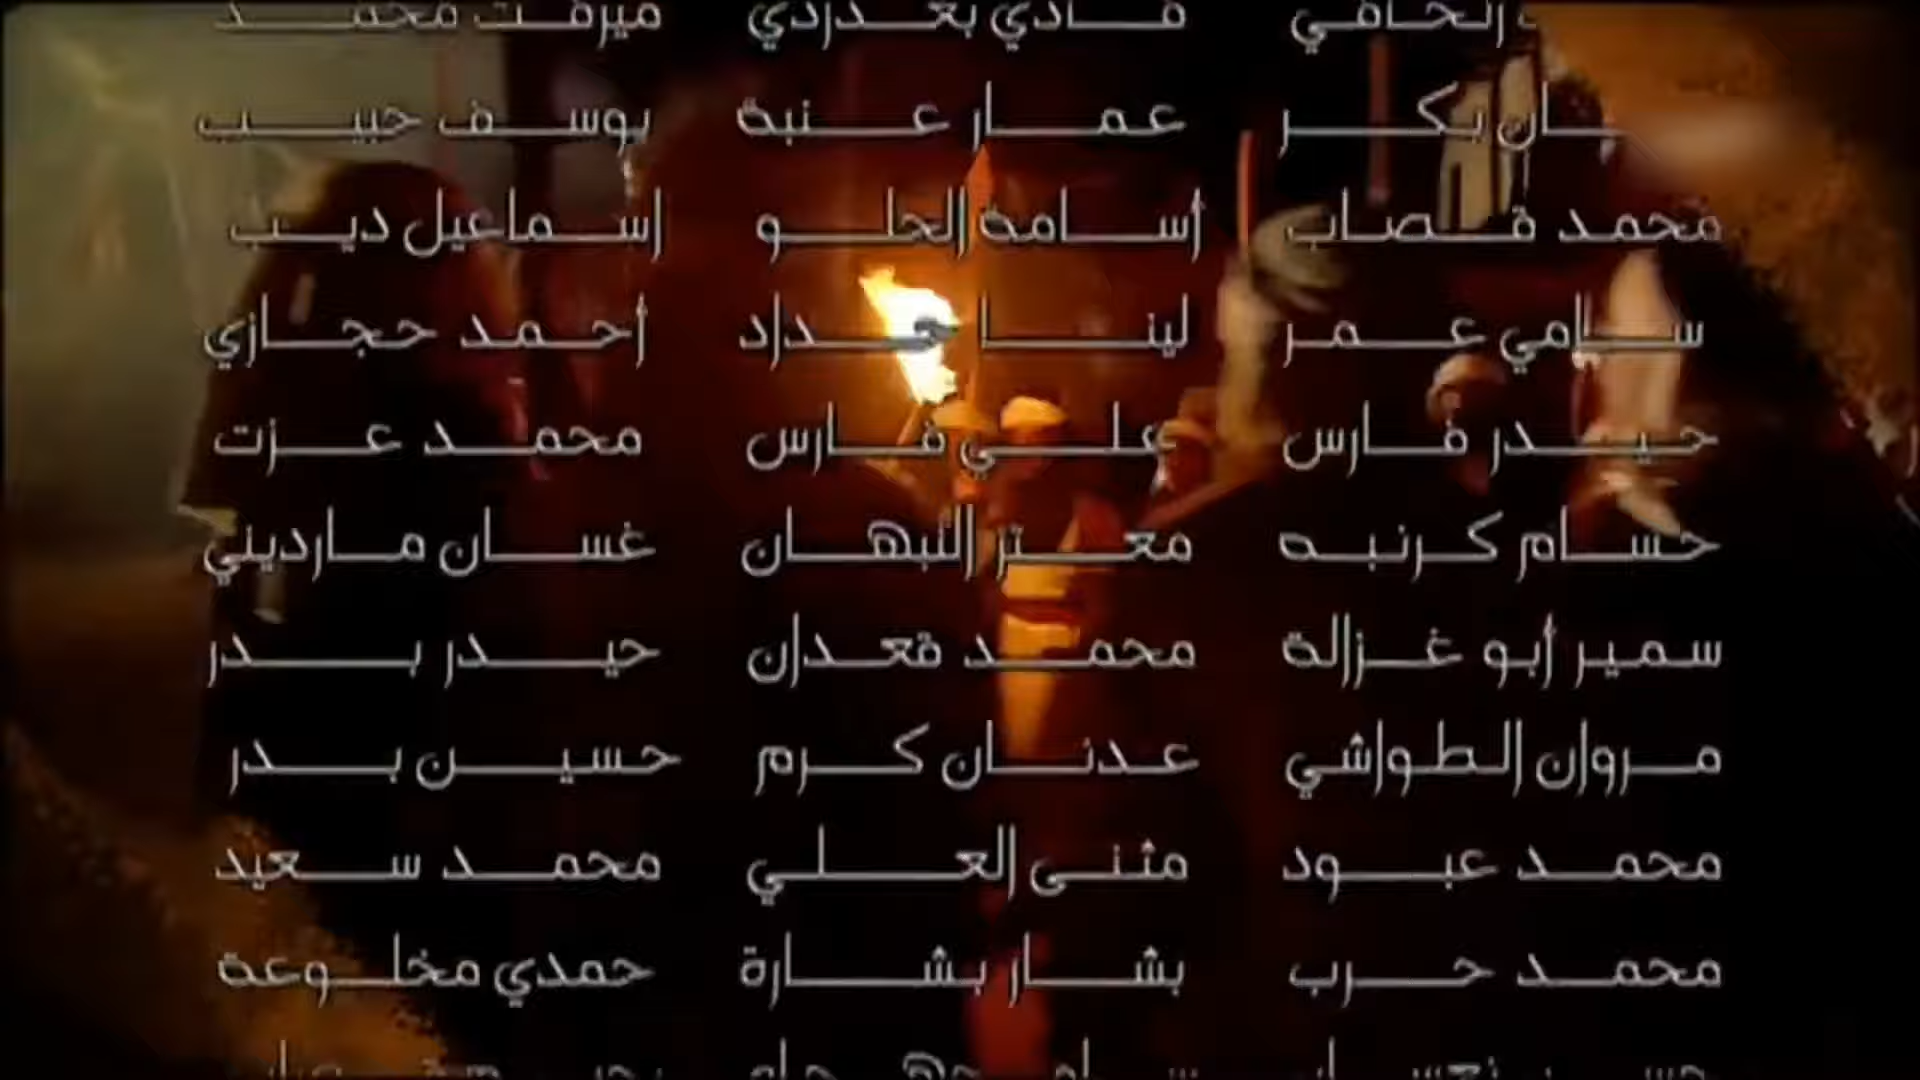 الحافي فادي بغدادي ميرفت محمد
بكر عمار عنبة يوسف حبيب
محمد قصاب أسامة الحلو إسماعيل ديب
سامي عمر لينا حداد أحمد حجازي
حيدر فارس علي فارس محمد عزت
حسام كرنبه معتز النبهان غسان مارديني
سمير أبو غزالة محمد قعدان حيدر بدر
مروان الطواشي عدنان كرم حسين بدر
محمد عبود مثنى العلي محمد سعيد
محمد حرب بشار بشارة حمدي مخلوعة